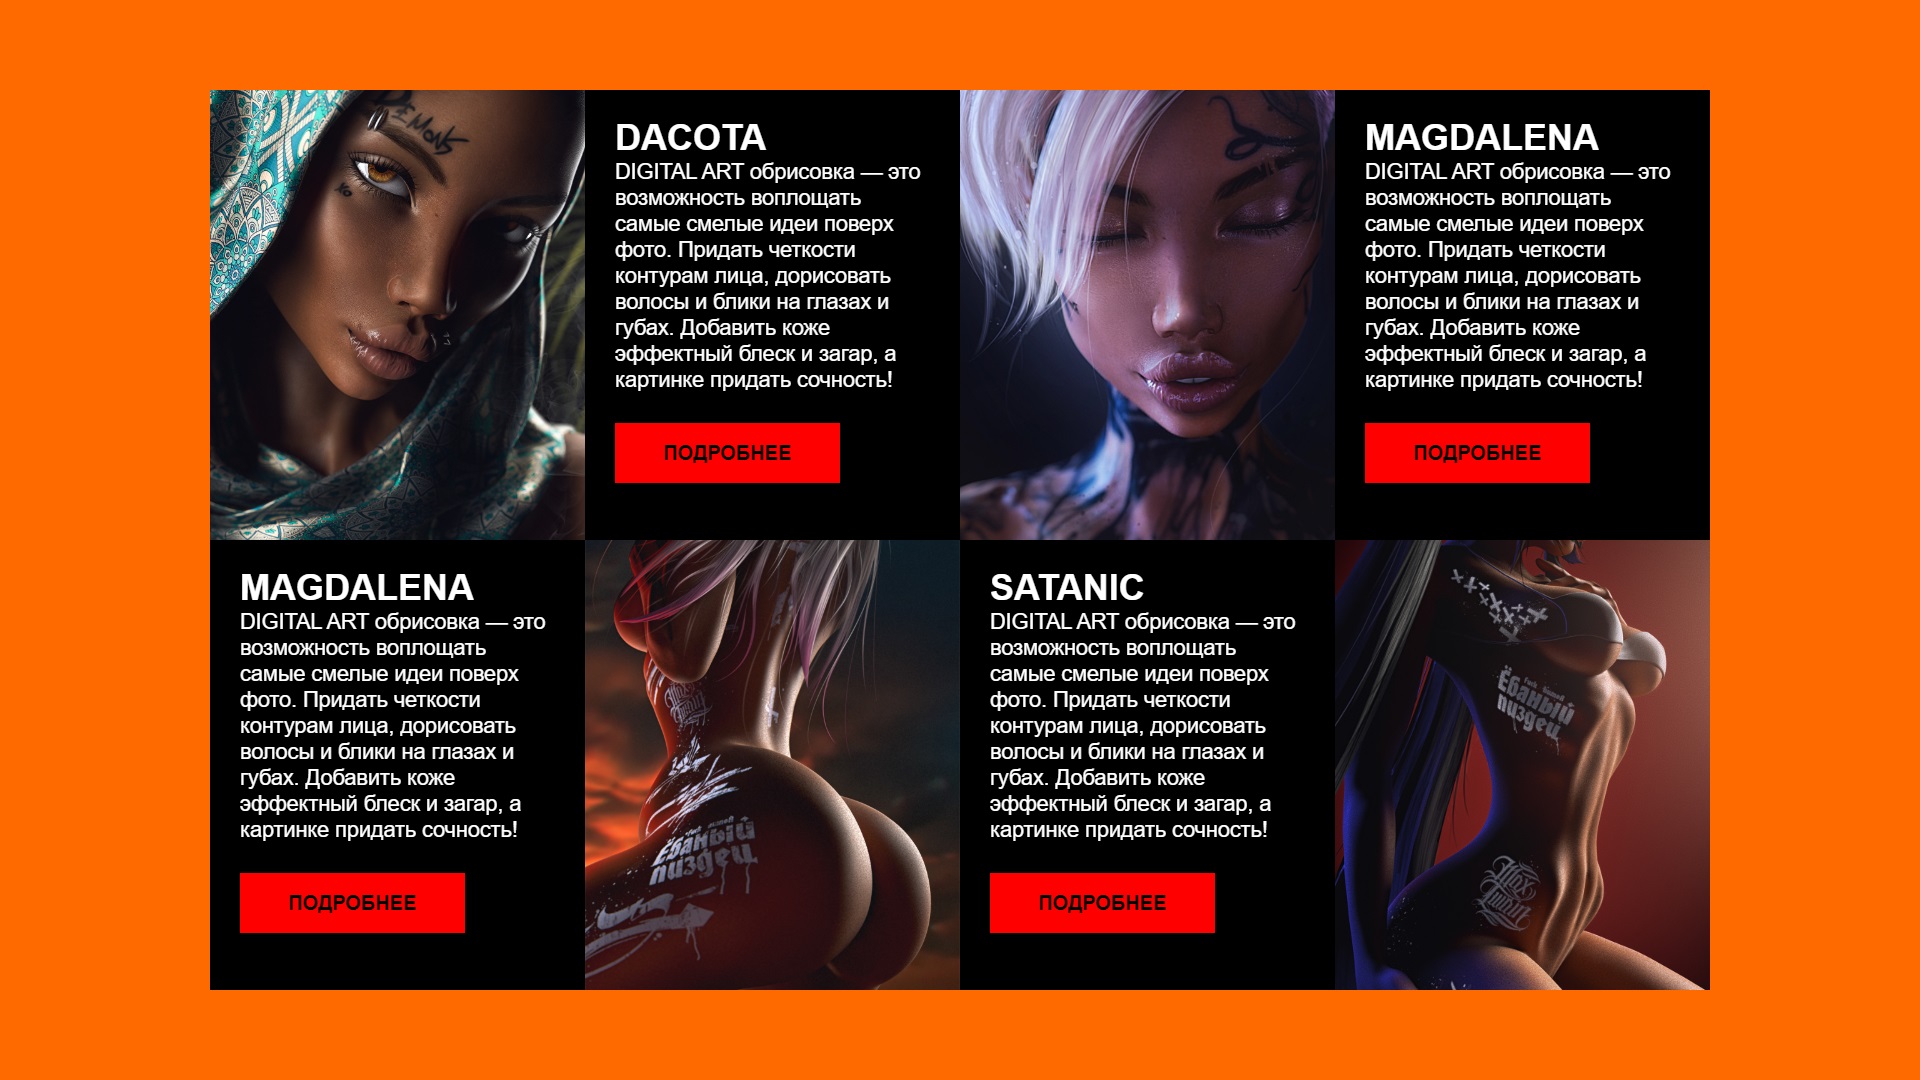 DEMONS
DACOTA
DIGITAL ART обрисовка — это
возможность воплощать
самые смелые идеи поверх
фото. Придать четкости
контурам лица, дорисовать
волосы и блики на глазах и
губах. Добавить коже
эффектный блеск и загар, а
картинке придать сочность!
ПОДРОБНЕЕ
MAGDALENA
DIGITAL ART обрисовка — это
возможность воплощать
самые смелые идеи поверх
фото. Придать четкости
контурам лица, дорисовать
волосы и блики на глазах и
губах. Добавить коже
эффектный блеск и загар, а
картинке придать сочность!
ПОДРОБНЕЕ
MAGDALENA
DIGITAL ART обрисовка — это
возможность воплощать
самые смелые идеи поверх
фото. Придать четкости
контурам лица, дорисовать
волосы и блики на глазах и
губах. Добавить коже
эффектный блеск и загар, а
картинке придать сочность!
ПОДРОБНЕЕ
Ёбаный
пиздец
SATANIC
DIGITAL ART обрисовка — это
возможность воплощать
самые смелые идеи поверх
фото. Придать четкости
контурам лица, дорисовать
волосы и блики на глазах и
губах. Добавить коже
эффектный блеск и загар, а
картинке придать сочность!
ПОДРОБНЕЕ
Ёбаный
пиздец